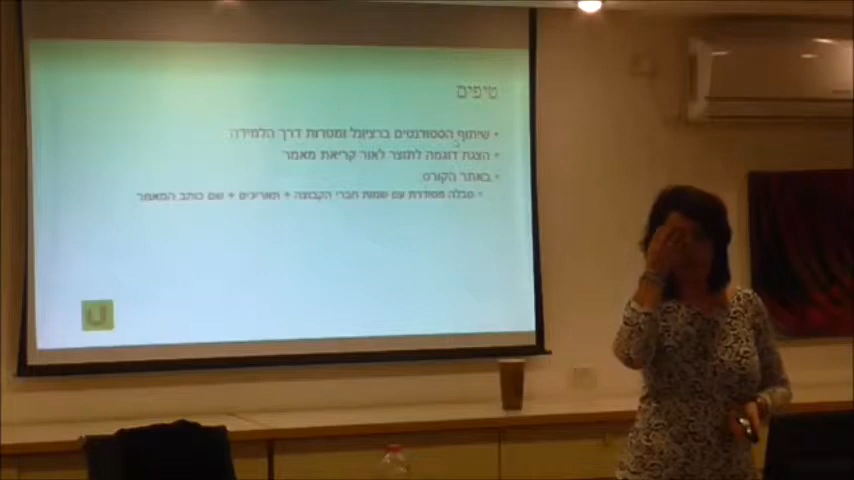 טיפים
• שיתוף הסטודנטים ברציונל ומטרות דרך הלמידה
• הצגת דוגמה לתוצר לאור קריאת מאמר
• באתר הקורס
• טבלה מסודרת עם שמות חברי הקבוצה + תאריכים + שם כותב המאמר